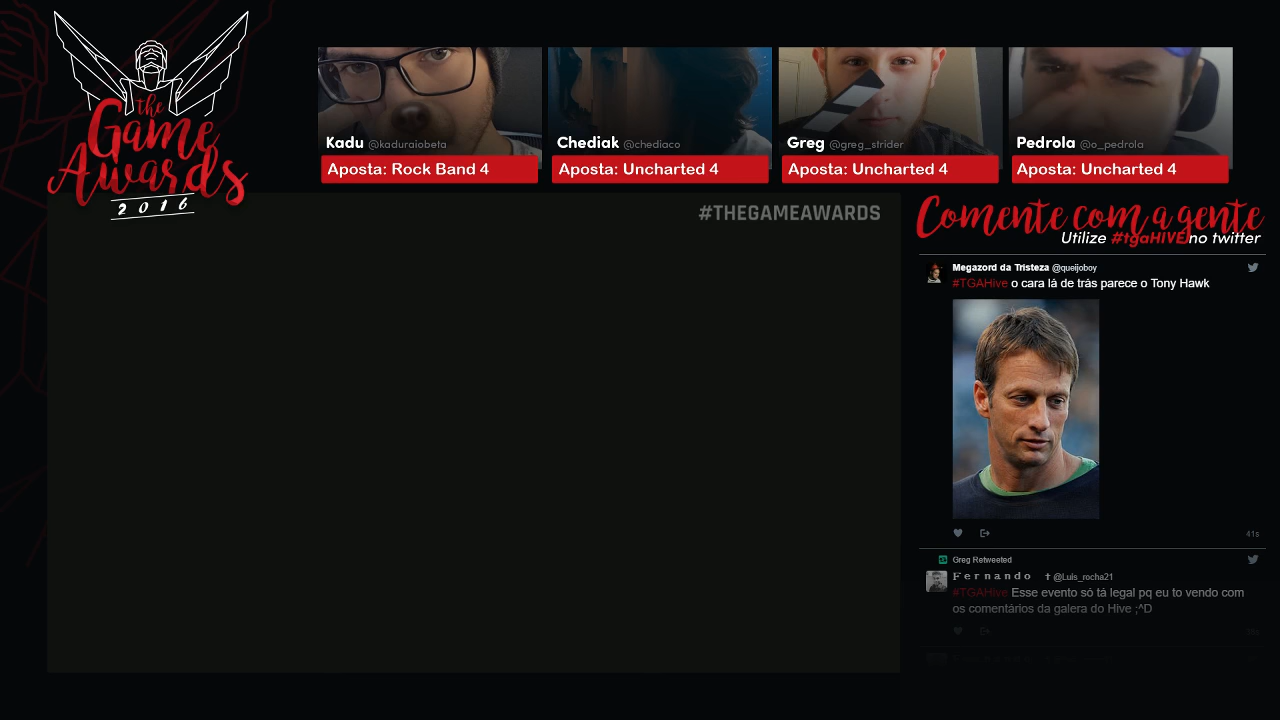 the
Game
Awards
2016
Kadu @kaduraiobeta
Aposta: Rock Band 4
Chediak @chediaco
Aposta: Uncharted 4
Greg @greg_strider
Aposta: Uncharted 4
Pedrola @o_pedrola
Aposta: Uncharted 4
#THEGAMEAWARDS
Comente com a gente
Utilize #tgaHIVE no twitter
Megazord da Tristeza @queijoboy
#TGAHive o cara lá de trás parece o Tony Hawk
41s
Greg Retweeted
Fernando ✝ @Luis_rocha21
#TGAHive Esse evento só tá legal pq eu to vendo com
os comentários da galera do Hive ;^D